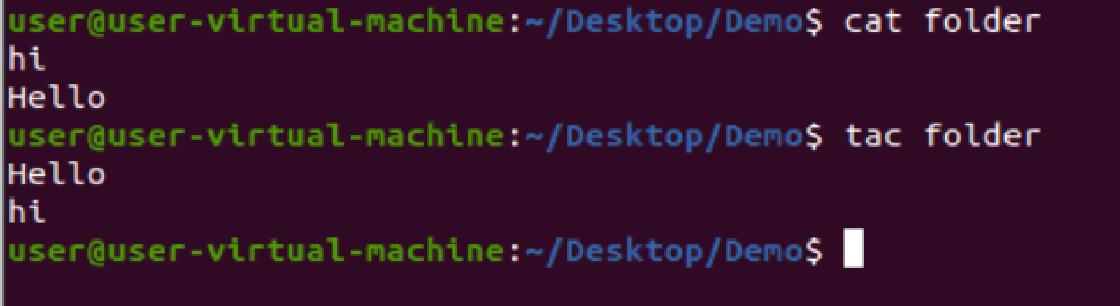 user@user-virtual-machine:~/Desktop/Demo$ cat folder
hi
Hello
user@user-virtual-machine:~/Desktop/Demo$ tac folder
Hello
hi
user@user-virtual-machine:~/Desktop/Demo$